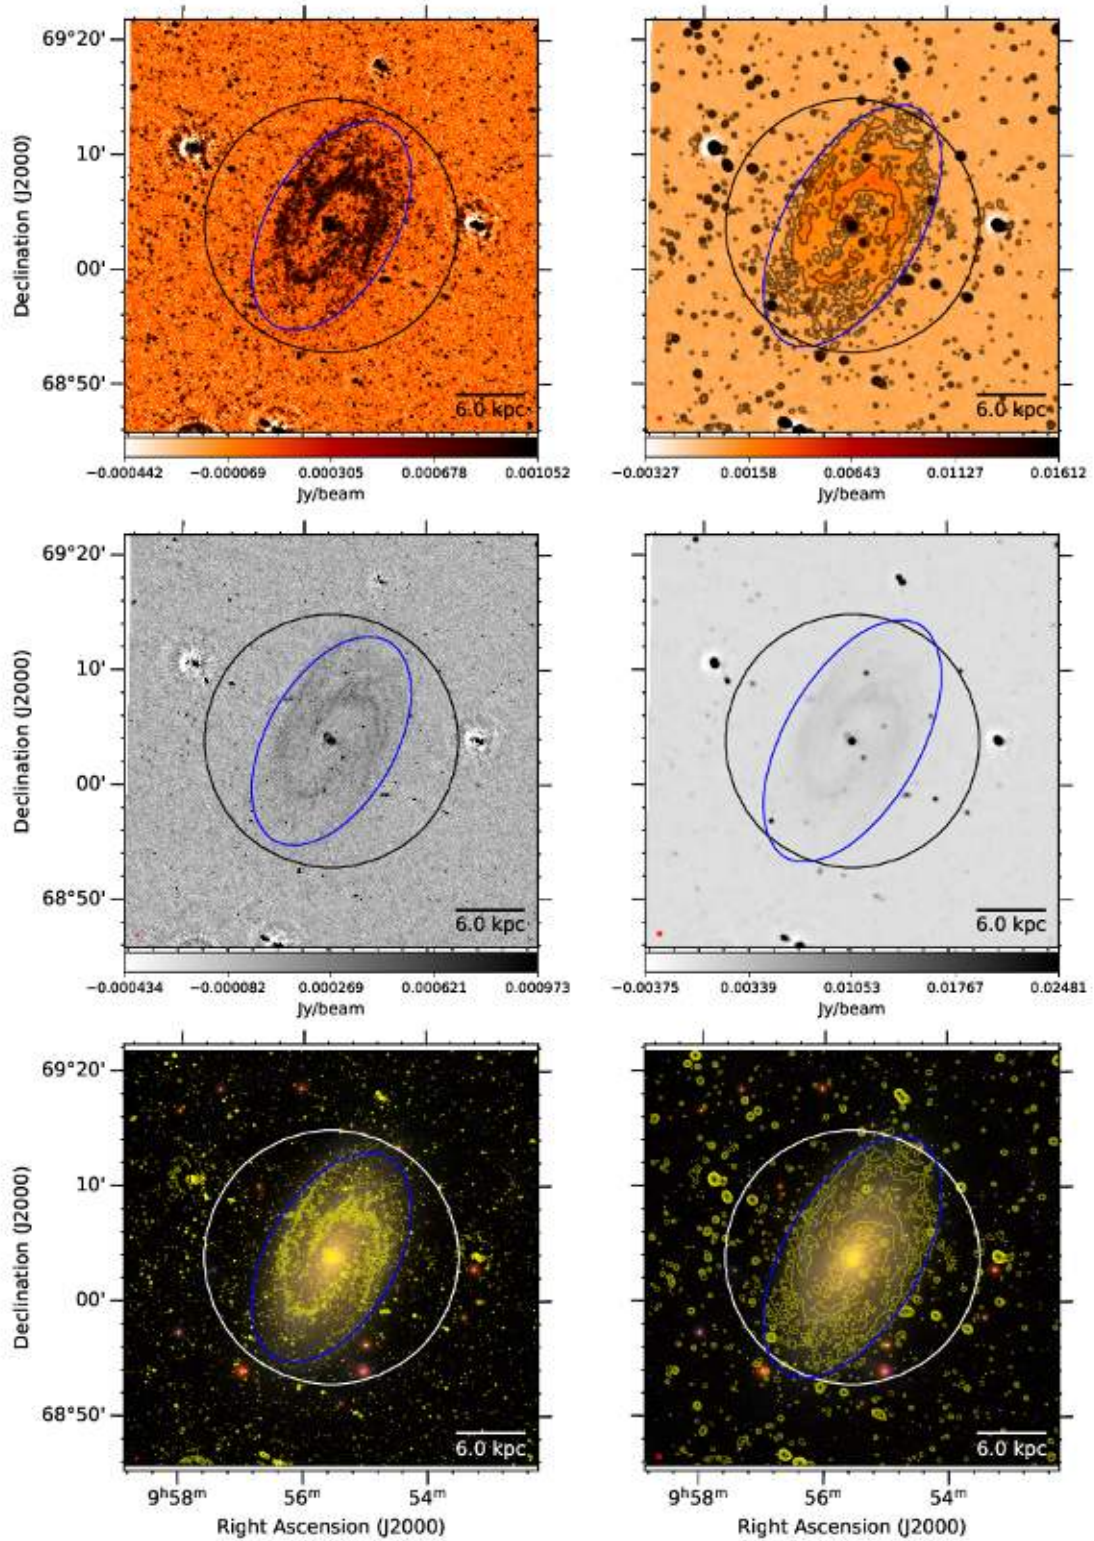 69°20'
10'
00'
68°50'
Declination (J2000)
6.0 kpc
6.0 kpc
−0.000442 −0.000069 0.000305 0.000678 0.001052
Jy/beam
−0.00327 0.00158 0.00643 0.01127 0.01612
Jy/beam
69°20'
10'
00'
68°50'
Declination (J2000)
6.0 kpc
6.0 kpc
−0.000434 −0.000082 0.000269 0.000621 0.000973
Jy/beam
−0.00375 0.00339 0.01053 0.01767 0.02481
Jy/beam
69°20'
10'
00'
68°50'
Declination (J2000)
6.0 kpc
6.0 kpc
9ʰ58ᵐ 56ᵐ 54ᵐ
Right Ascension (J2000)
9ʰ58ᵐ 56ᵐ 54ᵐ
Right Ascension (J2000)